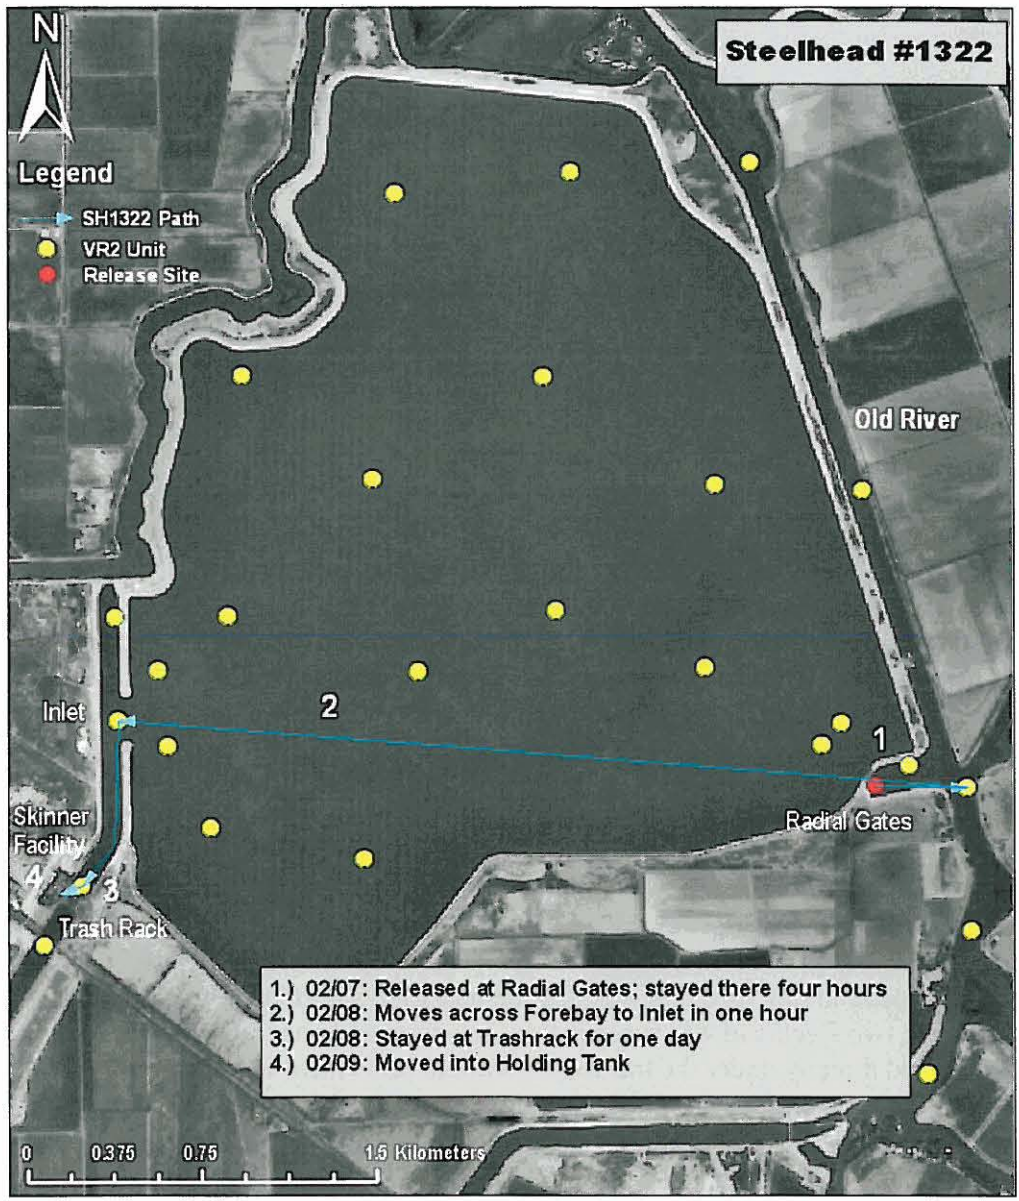 Steelhead #1322
N
Legend
SH1322 Path
VR2 Unit
Release Site
Old River
2
1
Inlet
Radial Gates
Skinner
Facility
4
3
Trash Rack
1.) 02/07: Released at Radial Gates; stayed there four hours
2.) 02/08: Moves across Forebay to Inlet in one hour
3.) 02/08: Stayed at Trashrack for one day
4.) 02/09: Moved into Holding Tank
0 0.375 0.75 1.5 Kilometers